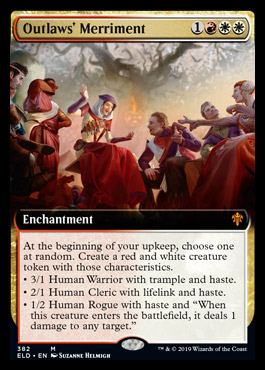 Outlaws' Merriment 1
Enchantment
At the beginning of your upkeep, choose one
at random. Create a red and white creature
token with those characteristics.
• 3/1 Human Warrior with trample and haste.
• 2/1 Human Cleric with lifelink and haste.
• 1/2 Human Rogue with haste and "When
this creature enters the battlefield, it deals 1
damage to any target."
382 M
ELD • EN SUZANNE HELMIGH
™ & © 2019 Wizards of the Coast